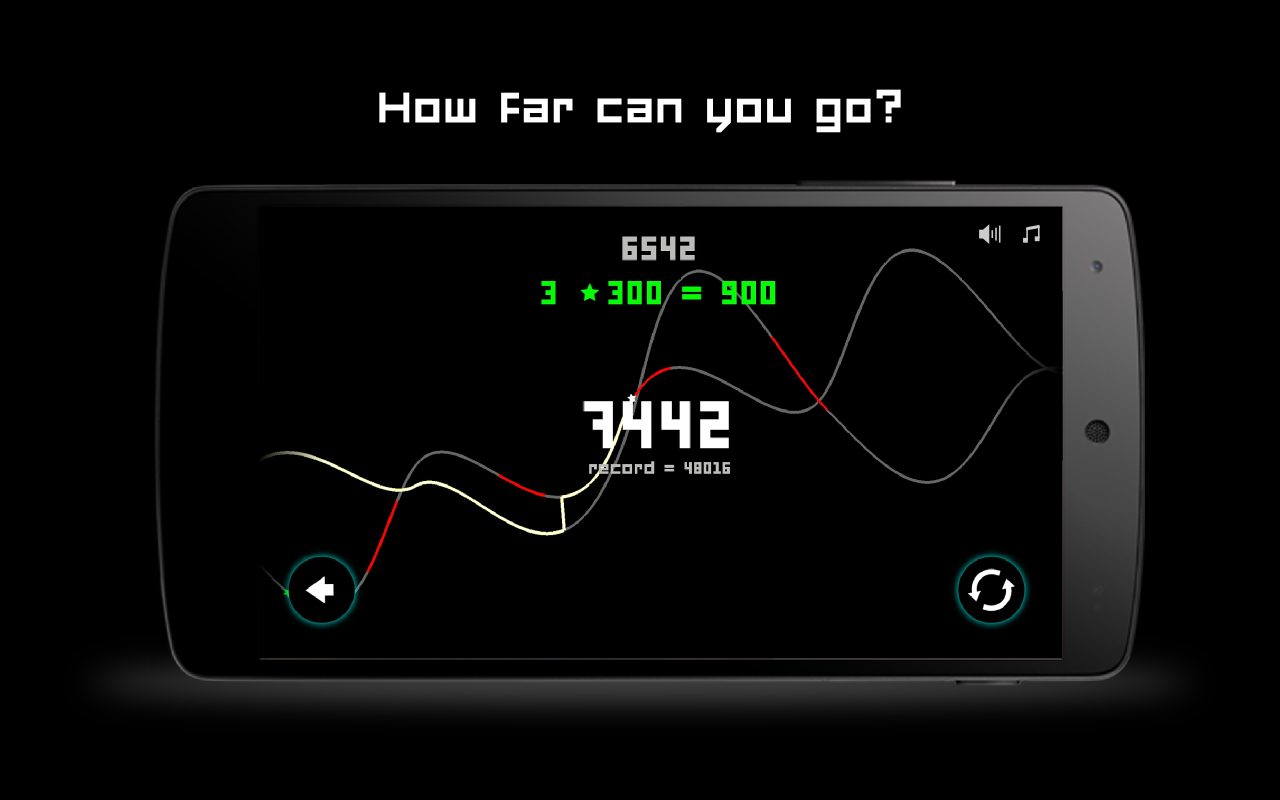 How far can you go?
6542
3 ★300 = 900
7442
record = 48016